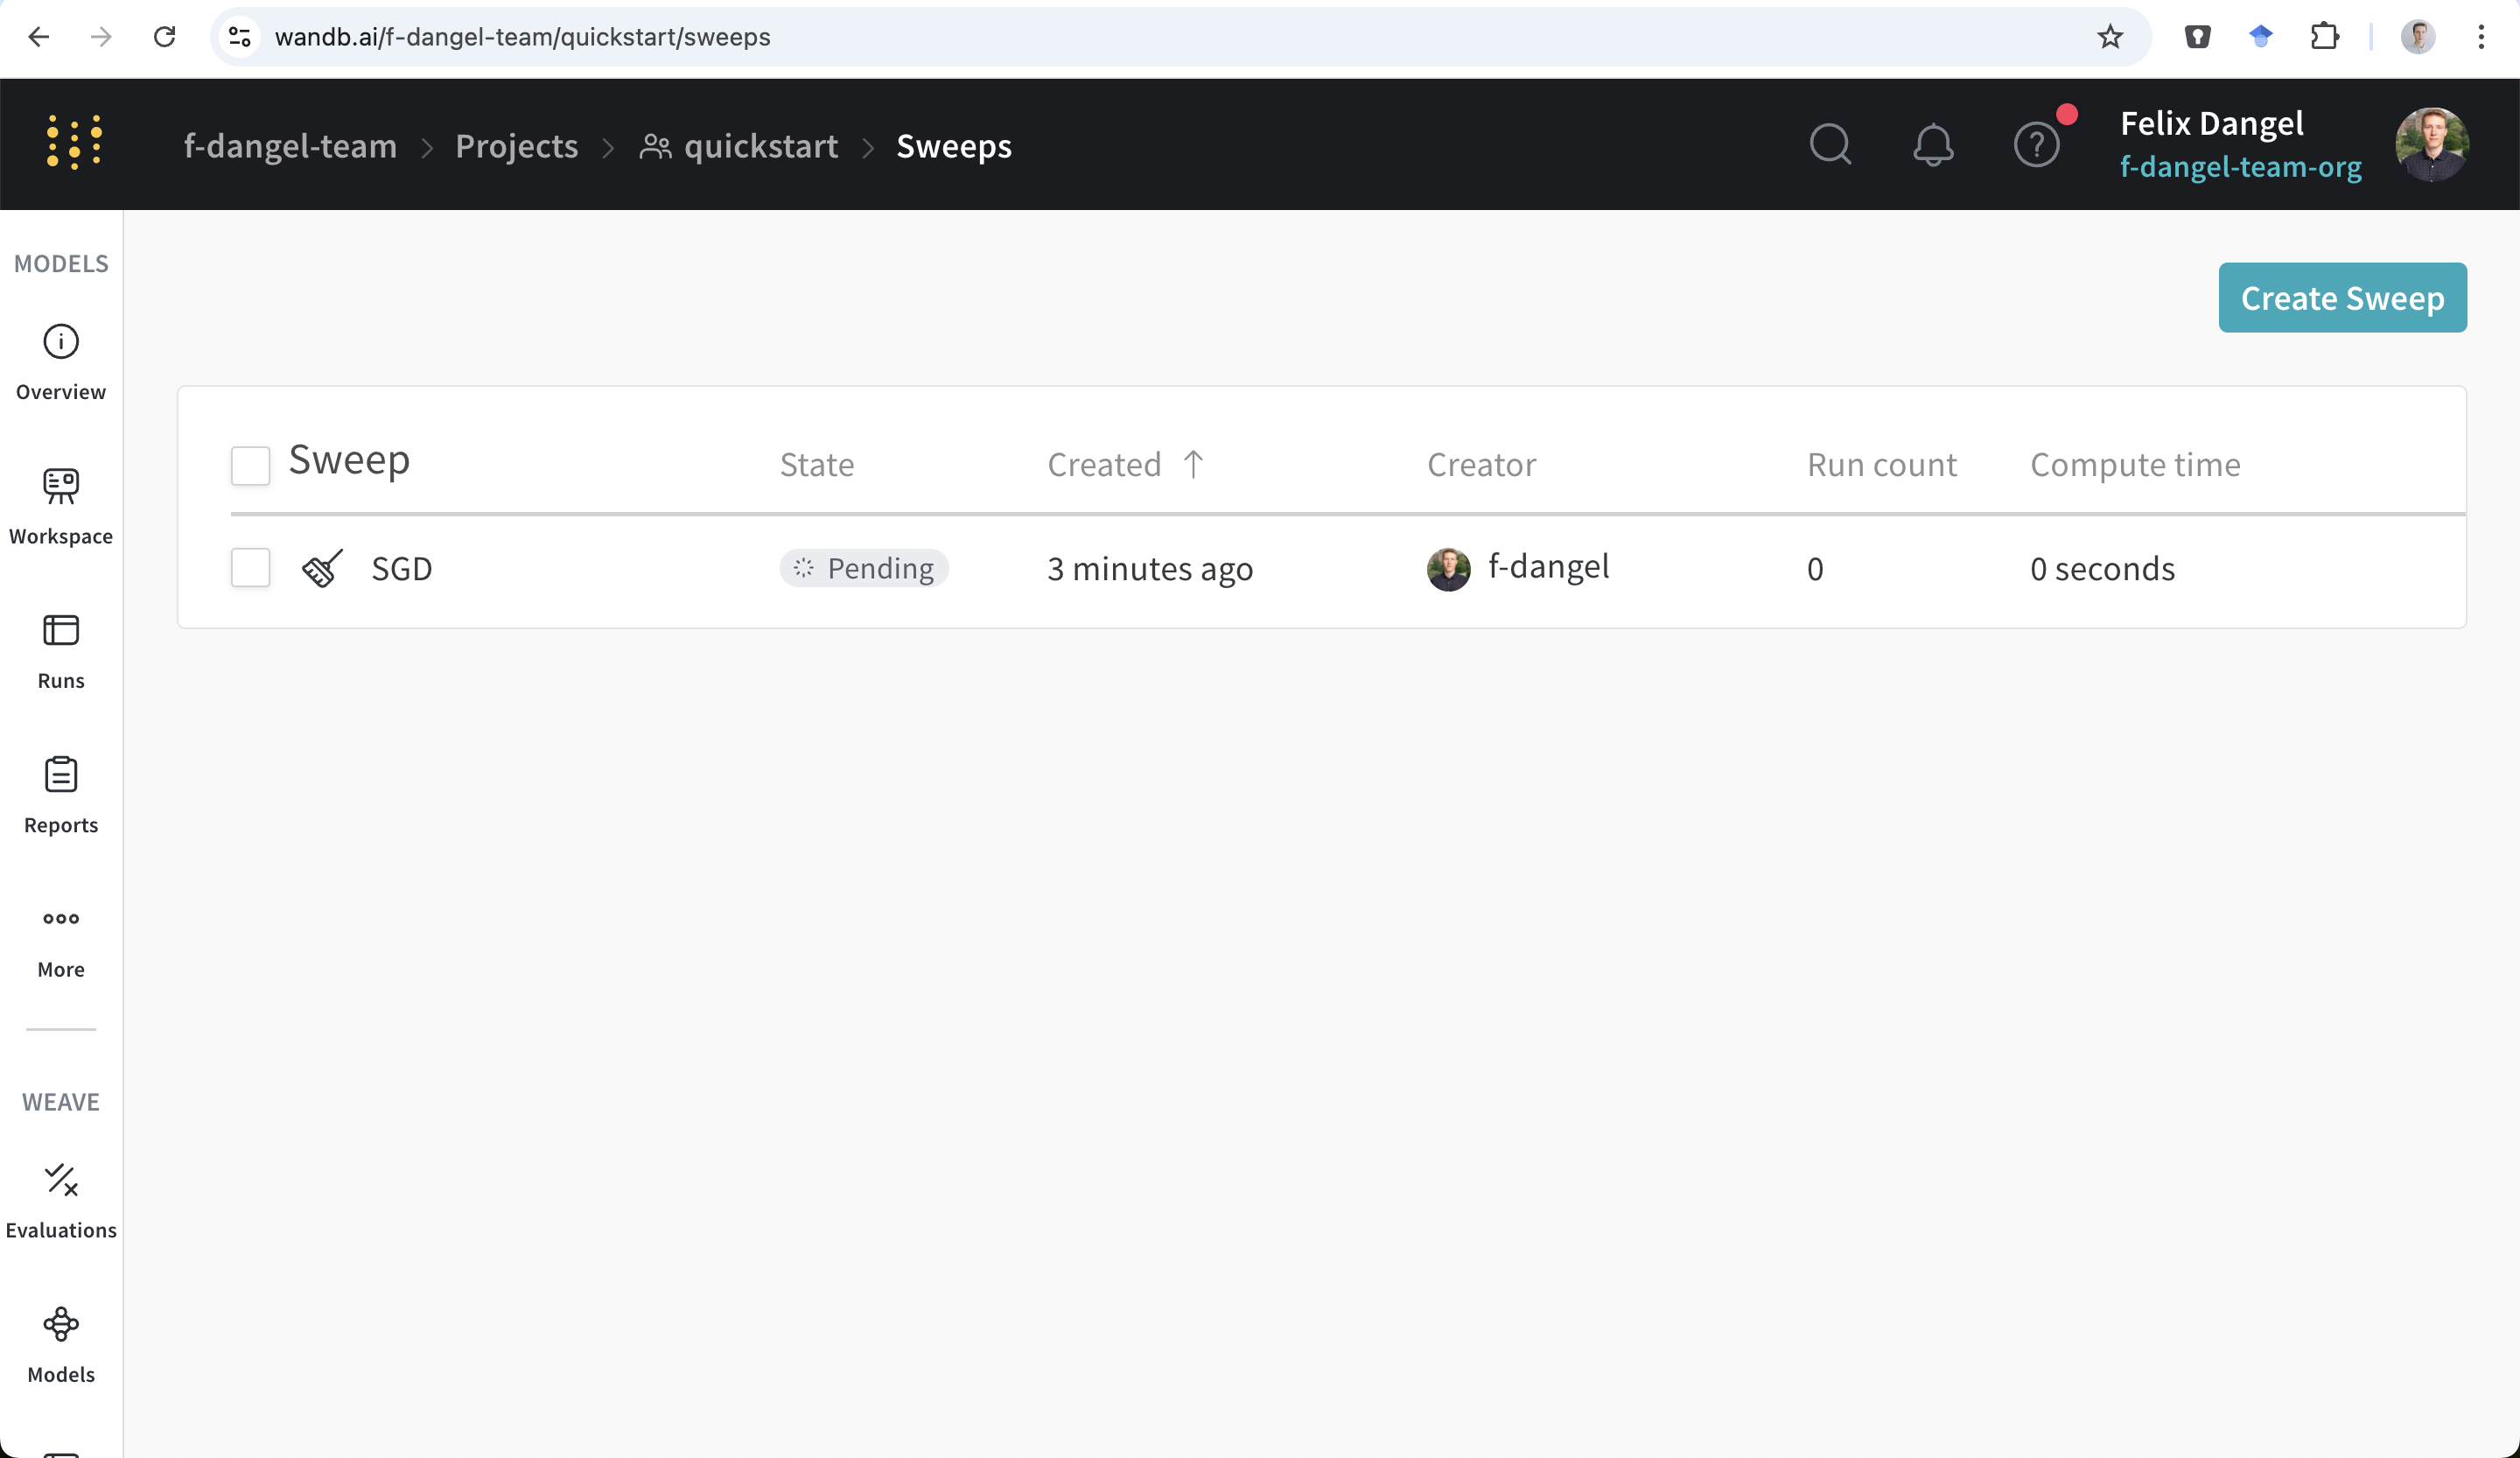 wandb.ai/f-dangel-team/quickstart/sweeps
f-dangel-team > Projects > quickstart > Sweeps
Felix Dangel
f-dangel-team-org
MODELS
Overview
Workspace
Runs
Reports
More
WEAVE
Evaluations
Models
Create Sweep
Sweep State Created ↑ Creator Run count Compute time
SGD Pending 3 minutes ago f-dangel 0 0 seconds